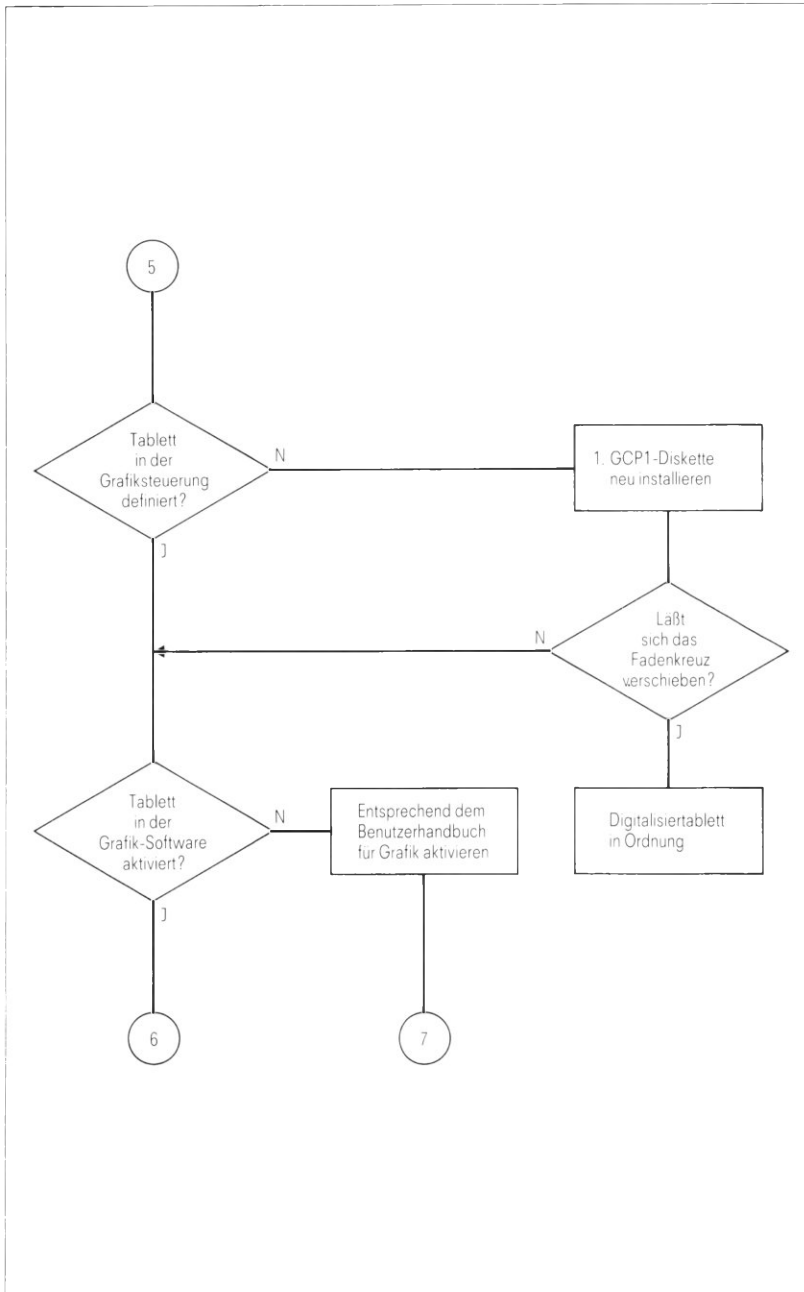 5
Tablett
in der
Grafiksteuerung
definiert?
N
J
1. GCP1-Diskette
neu installieren
Läßt
sich das
Fadenkreuz
verschieben?
N
J
Digitalisiertablett
in Ordnung
Tablett
in der
Grafik-Software
aktiviert?
N
J
Entsprechend dem
Benutzerhandbuch
für Grafik aktivieren
6
7